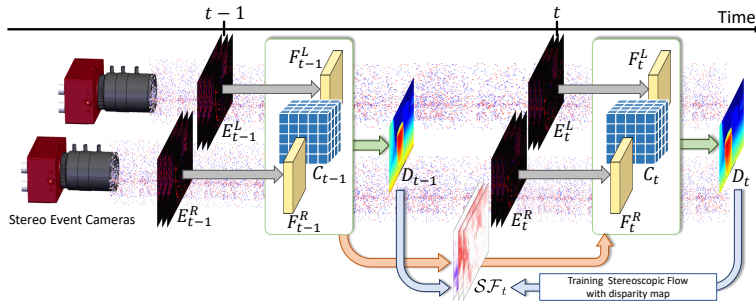 t − 1
t
Time
F^L_{t−1}
F^L_t
E^L_{t−1}
E^L_t
C_{t−1}
D_{t−1}
C_t
D_t
E^R_{t−1}
E^R_t
Stereo Event Cameras
F^R_{t−1}
F^R_t
𝒮ℱ_t
Training Stereoscopic Flow
with disparity map